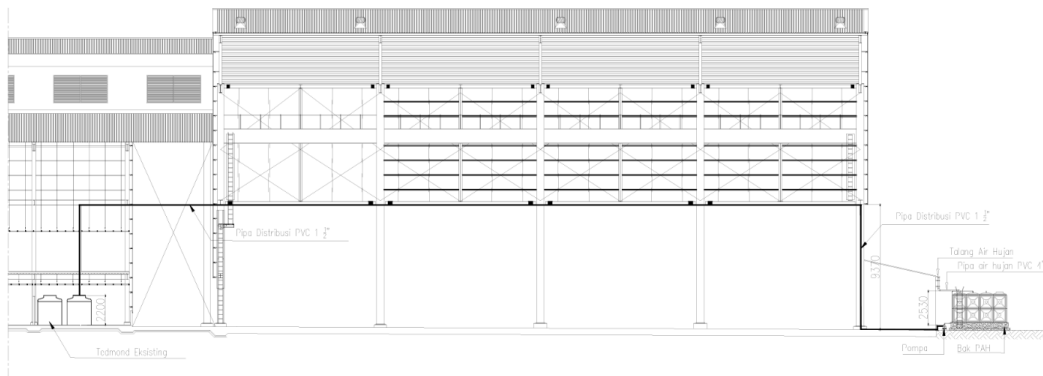 Pipa Distribusi PVC 1 1/2"
Pipa Distribusi PVC 1 1/2"
Talang Air Hujan
Pipa air hujan PVC 4"
9370
2530
2200
Tedmond Eksisting
Pompa
Bak PAH